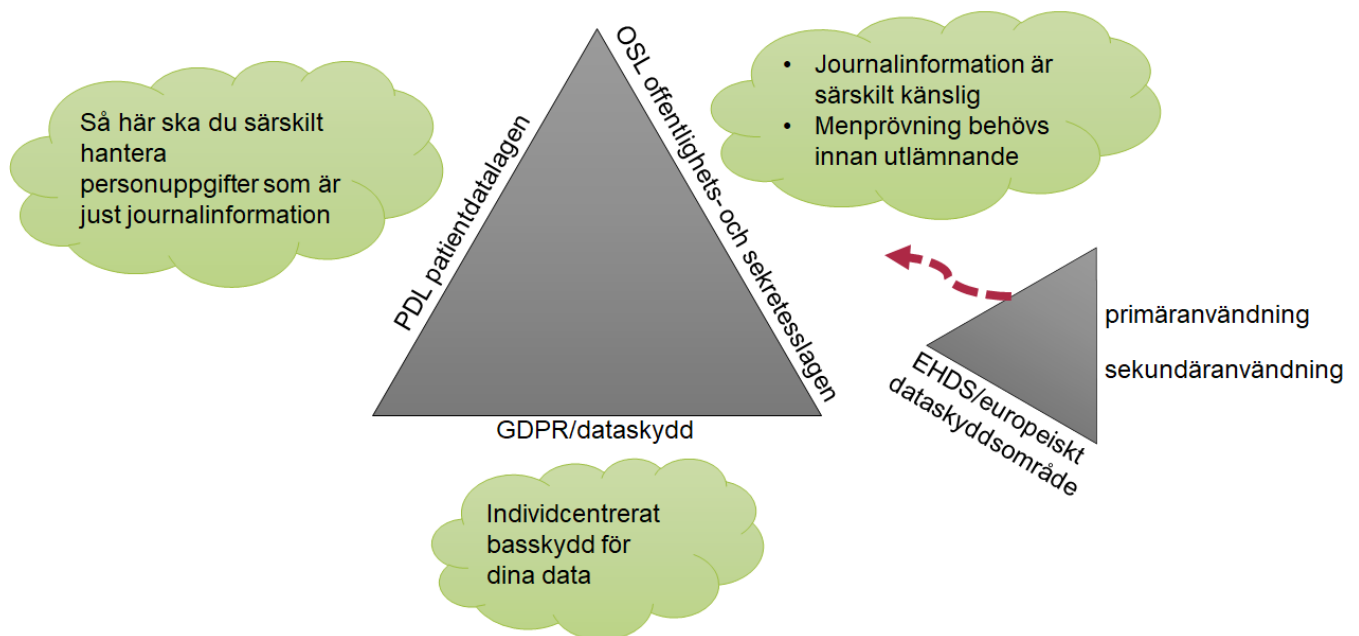 Så här ska du särskilt
hantera
personuppgifter som är
just journalinformation
PDL patientdatalagen
OSL offentlighets- och sekretesslagen
• Journalinformation är
särskilt känslig
• Menprövning behövs
innan utlämnande
primäranvändning
sekundäranvändning
EHDS/europeiskt
dataskyddsområde
GDPR/dataskydd
Individcentrerat
basskydd för
dina data